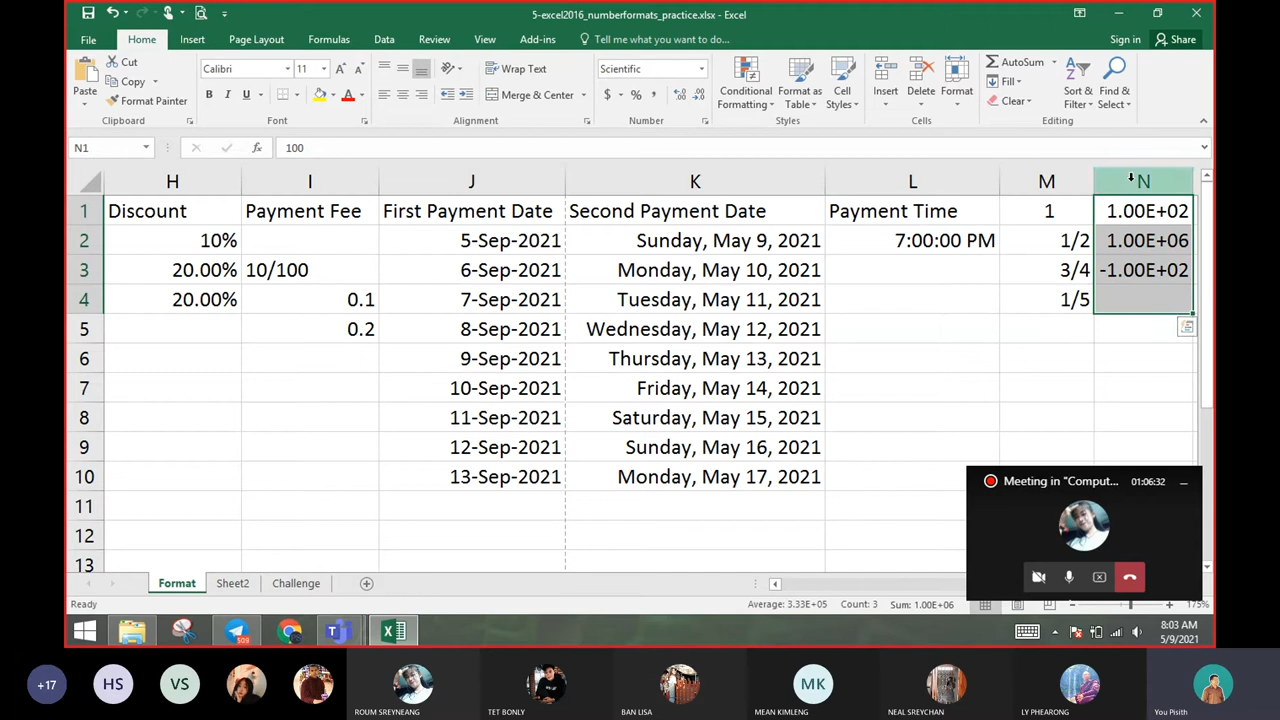 5-excel2016_numberformats_practice.xlsx - Excel
File Home Insert Page Layout Formulas Data Review View Add-ins Tell me what you want to do... Sign in Share
Cut Calibri 11 Wrap Text Scientific AutoSum
Copy Fill
Paste Format Painter B I U A Merge & Center $ % , Conditional Formatting Format as Table Cell Styles Insert Delete Format Clear Sort & Filter Find & Select
Clipboard Font Alignment Number Styles Cells Editing
N1 fx 100
H I J K L M N
1 Discount Payment Fee First Payment Date Second Payment Date Payment Time 1 1.00E+02
2 10% 5-Sep-2021 Sunday, May 9, 2021 7:00:00 PM 1/2 1.00E+06
3 20.00% 10/100 6-Sep-2021 Monday, May 10, 2021 3/4 -1.00E+02
4 20.00% 0.1 7-Sep-2021 Tuesday, May 11, 2021 1/5
5 0.2 8-Sep-2021 Wednesday, May 12, 2021
6 9-Sep-2021 Thursday, May 13, 2021
7 10-Sep-2021 Friday, May 14, 2021
8 11-Sep-2021 Saturday, May 15, 2021
9 12-Sep-2021 Sunday, May 16, 2021
10 13-Sep-2021 Monday, May 17, 2021
11
12
13
Meeting in "Comput... 01:06:32
Format Sheet2 Challenge
Ready Average: 3.33E+05 Count: 3 Sum: 1.00E+06 175%
509
8:03 AM
5/9/2021
+17 HS VS MK
ROUM SREYNEANG TET BONLY BAN LISA MEAN KIMLENG NEAL SREYCHAN LY PHEARONG You Pisith